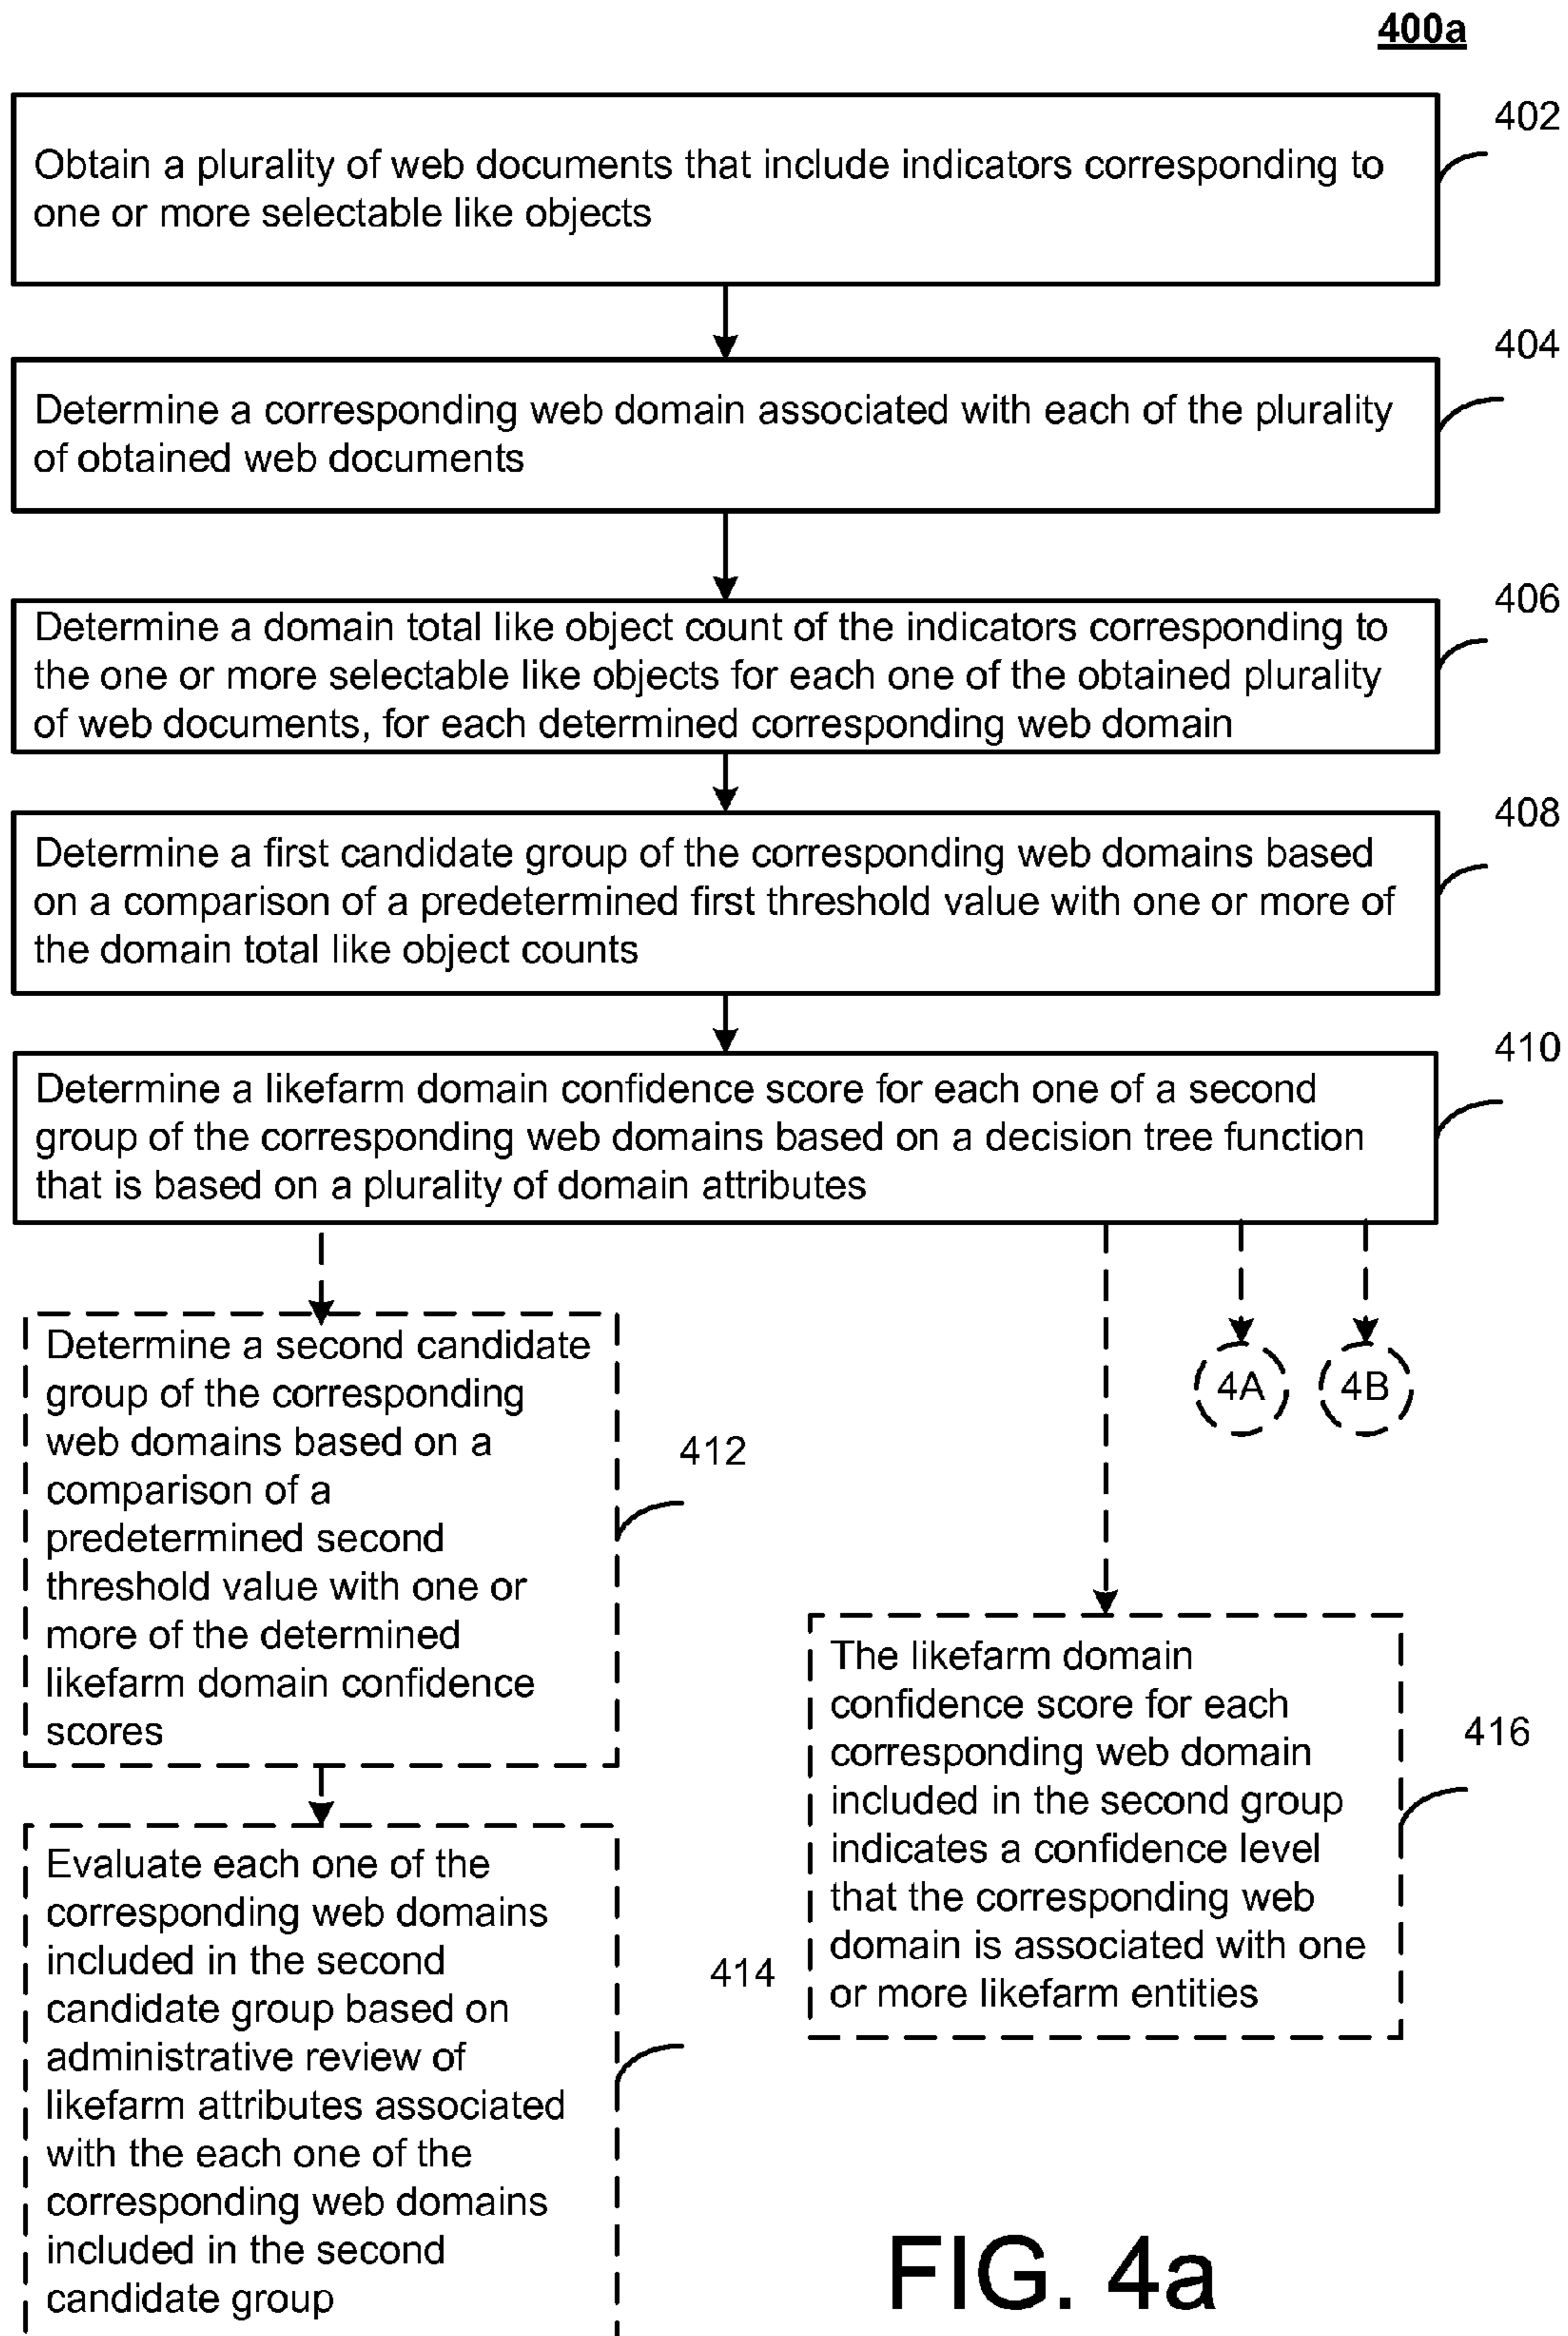 400a
402
Obtain a plurality of web documents that include indicators corresponding to
one or more selectable like objects
404
Determine a corresponding web domain associated with each of the plurality
of obtained web documents
406
Determine a domain total like object count of the indicators corresponding to
the one or more selectable like objects for each one of the obtained plurality
of web documents, for each determined corresponding web domain
408
Determine a first candidate group of the corresponding web domains based
on a comparison of a predetermined first threshold value with one or more of
the domain total like object counts
410
Determine a likefarm domain confidence score for each one of a second
group of the corresponding web domains based on a decision tree function
that is based on a plurality of domain attributes
4A
4B
Determine a second candidate
group of the corresponding
web domains based on a
comparison of a
predetermined second
threshold value with one or
more of the determined
likefarm domain confidence
scores
412
Evaluate each one of the
corresponding web domains
included in the second
candidate group based on
administrative review of
likefarm attributes associated
with the each one of the
corresponding web domains
included in the second
candidate group
414
The likefarm domain
confidence score for each
corresponding web domain
included in the second group
indicates a confidence level
that the corresponding web
domain is associated with one
or more likefarm entities
416
FIG. 4a